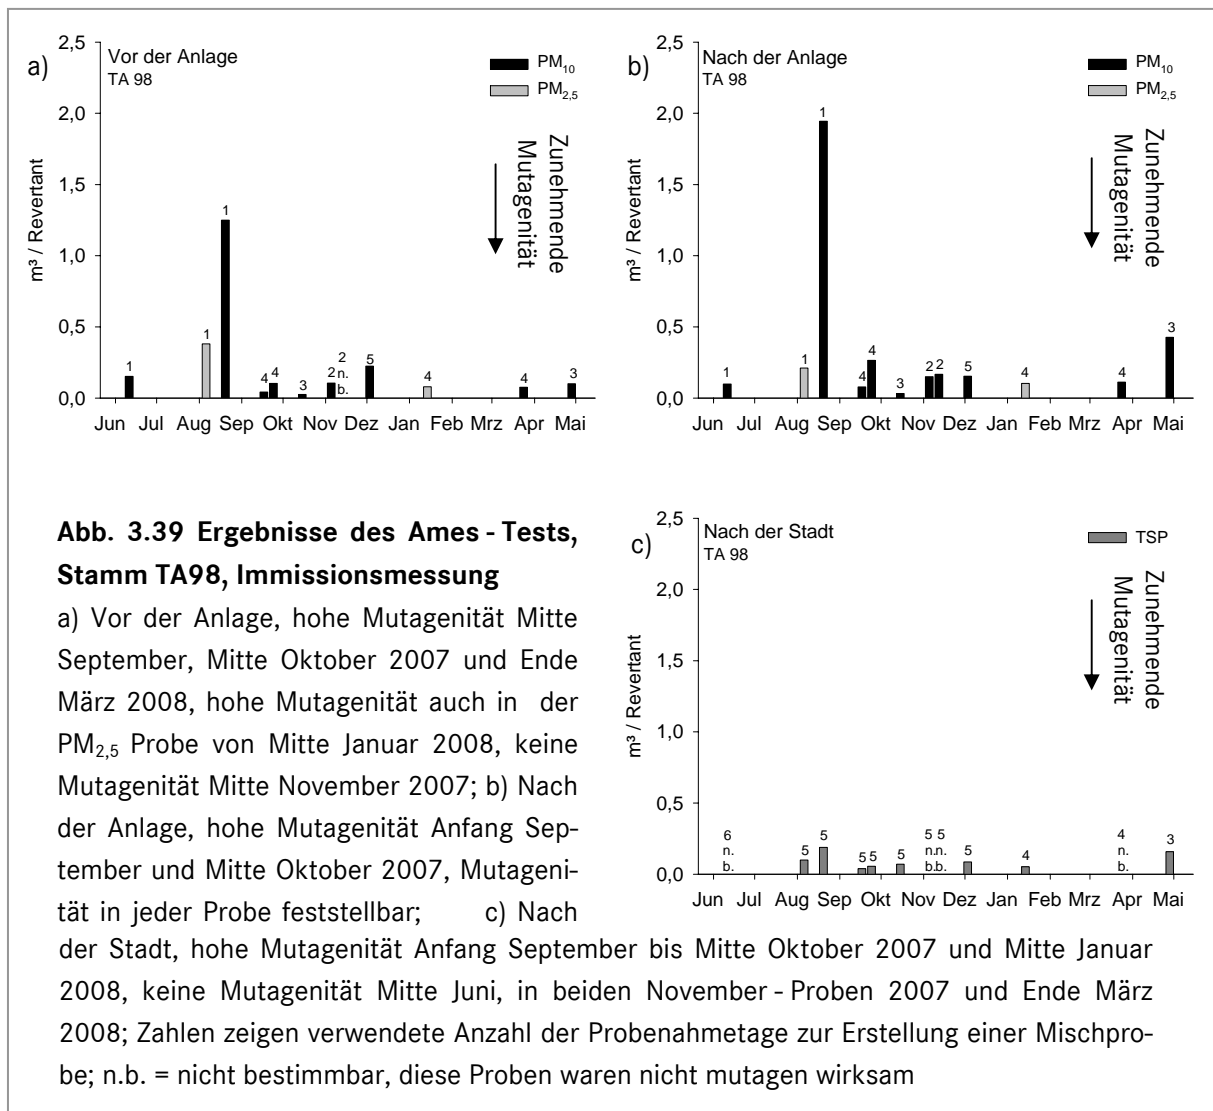 a)
Vor der Anlage
TA 98
PM10
PM2,5
Zunehmende
Mutagenität
m³ / Revertant
2,5
2,0
1,5
1,0
0,5
0,0
1
1
1
4 4
3
2
2
n.
b.
5
4
4
3
Jun Jul Aug Sep Okt Nov Dez Jan Feb Mrz Apr Mai
b)
Nach der Anlage
TA 98
PM10
PM2,5
Zunehmende
Mutagenität
m³ / Revertant
2,5
2,0
1,5
1,0
0,5
0,0
1
1
1
4
4
3
2 2
5
4
4
3
Jun Jul Aug Sep Okt Nov Dez Jan Feb Mrz Apr Mai
c)
Nach der Stadt
TA 98
TSP
Zunehmende
Mutagenität
m³ / Revertant
2,5
2,0
1,5
1,0
0,5
0,0
6
n.
b.
5
5
5 5
5
5 5
n. n.
b. b.
5
4
4
n.
b.
3
Jun Jul Aug Sep Okt Nov Dez Jan Feb Mrz Apr Mai
Abb. 3.39 Ergebnisse des Ames - Tests,
Stamm TA98, Immissionsmessung
a) Vor der Anlage, hohe Mutagenität Mitte
September, Mitte Oktober 2007 und Ende
März 2008, hohe Mutagenität auch in der
PM2,5 Probe von Mitte Januar 2008, keine
Mutagenität Mitte November 2007; b) Nach
der Anlage, hohe Mutagenität Anfang Sep-
tember und Mitte Oktober 2007, Mutageni-
tät in jeder Probe feststellbar; c) Nach
der Stadt, hohe Mutagenität Anfang September bis Mitte Oktober 2007 und Mitte Januar
2008, keine Mutagenität Mitte Juni, in beiden November - Proben 2007 und Ende März
2008; Zahlen zeigen verwendete Anzahl der Probenahmetage zur Erstellung einer Mischpro-
be; n.b. = nicht bestimmbar, diese Proben waren nicht mutagen wirksam